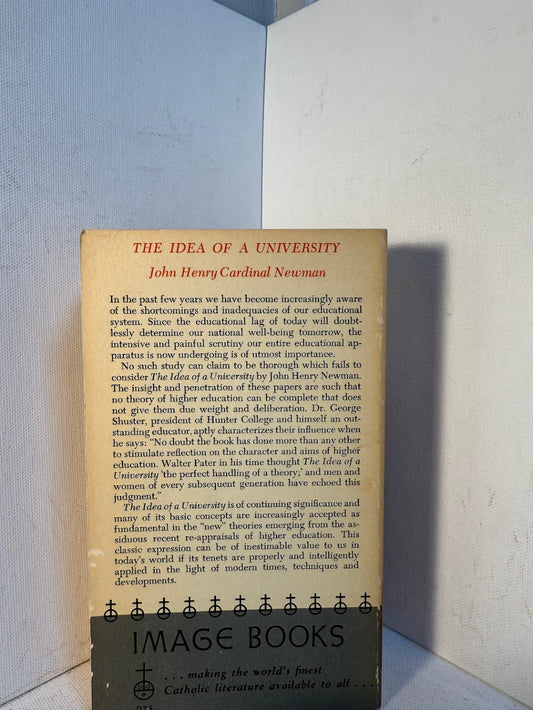 THE IDEA OF A UNIVERSITY
John Henry Cardinal Newman
In the past few years we have become increasingly aware
of the shortcomings and inadequacies of our educational
system. Since the educational lag of today will doubt-
lessly determine our national well-being tomorrow, the
intensive and painful scrutiny our entire educational ap-
paratus is now undergoing is of utmost importance.
No such study can claim to be thorough which fails to
consider The Idea of a University by John Henry Newman.
The insight and penetration of these papers are such that
no theory of higher education can be complete that does
not give them due weight and deliberation. Dr. George
Shuster, president of Hunter College and himself an out-
standing educator, aptly characterizes their influence when
he says: “No doubt the book has done more than any other
to stimulate reflection on the character and aims of higher
education. Walter Pater in his time thought The Idea of a
University ‘the perfect handling of a theory;’ and men and
women of every subsequent generation have echoed this
judgment.”
The Idea of a University is of continuing significance and
many of its basic concepts are increasingly accepted as
fundamental in the “new” theories emerging from the as-
siduous recent re-appraisals of higher education. This
classic expression can be of inestimable value to us in
today's world if its tenets are properly and intelligently
applied in the light of modern times, techniques and
developments.
IMAGE BOOKS
. . . making the world's finest
Catholic literature available to all . . .
D75